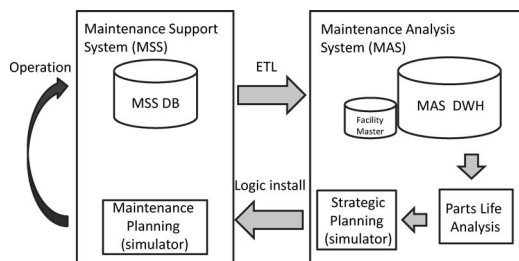 Maintenance Support
System (MSS)
Maintenance Analysis
System (MAS)
Operation
ETL
MSS DB
MAS DWH
Facility
Master
Logic install
Maintenance
Planning
(simulator)
Strategic
Planning
(simulator)
Parts Life
Analysis